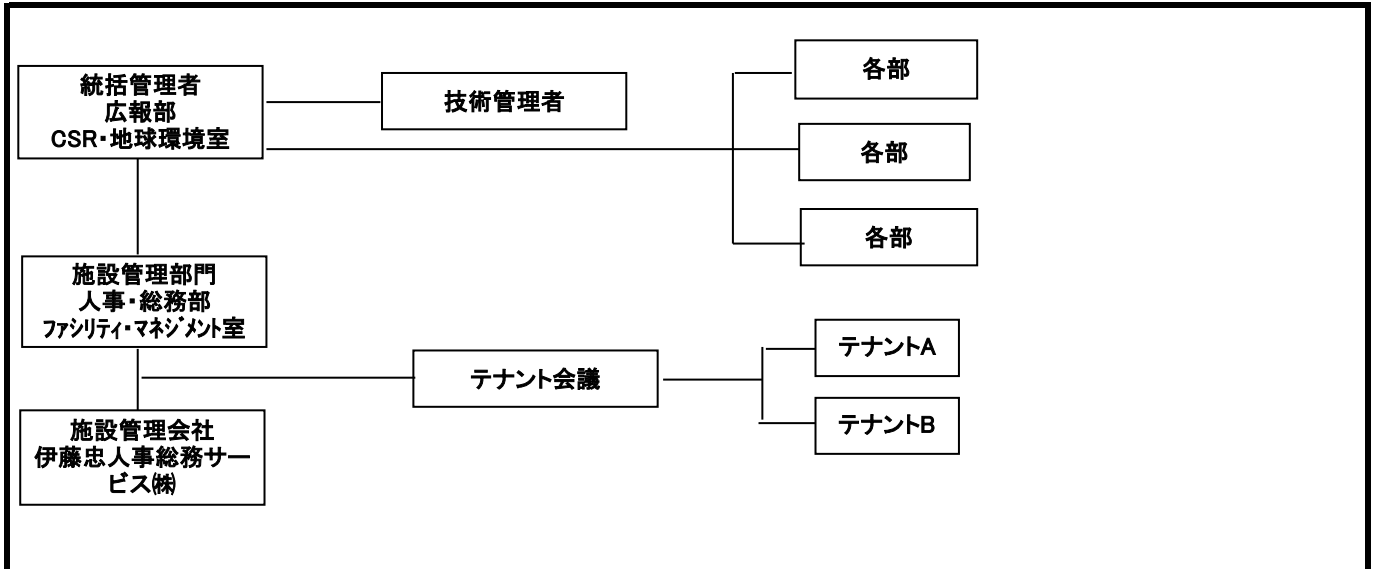 統括管理者
広報部
CSR・地球環境室
技術管理者
各部
各部
各部
施設管理部門
人事・総務部
ﾌｧｼﾘﾃｨ・ﾏﾈｼﾞﾒﾝﾄ室
テナント会議
テナントA
テナントB
施設管理会社
伊藤忠人事総務サー
ビス㈱